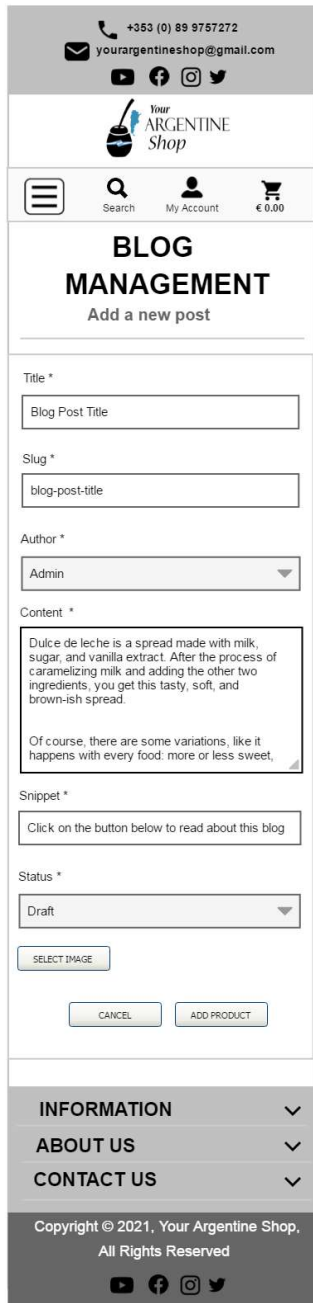 +353 (0) 89 9757272
yourargentineshop@gmail.com
Your
ARGENTINE
Shop
Search
My Account
€ 0.00
BLOG
MANAGEMENT
Add a new post
Title *
Blog Post Title
Slug *
blog-post-title
Author *
Admin
Content *
Dulce de leche is a spread made with milk,
sugar, and vanilla extract. After the process of
caramelizing milk and adding the other two
ingredients, you get this tasty, soft, and
brown-ish spread.
Of course, there are some variations, like it
happens with every food: more or less sweet,
Snippet *
Click on the button below to read about this blog
Status *
Draft
SELECT IMAGE
CANCEL
ADD PRODUCT
INFORMATION
ABOUT US
CONTACT US
Copyright © 2021, Your Argentine Shop,
All Rights Reserved